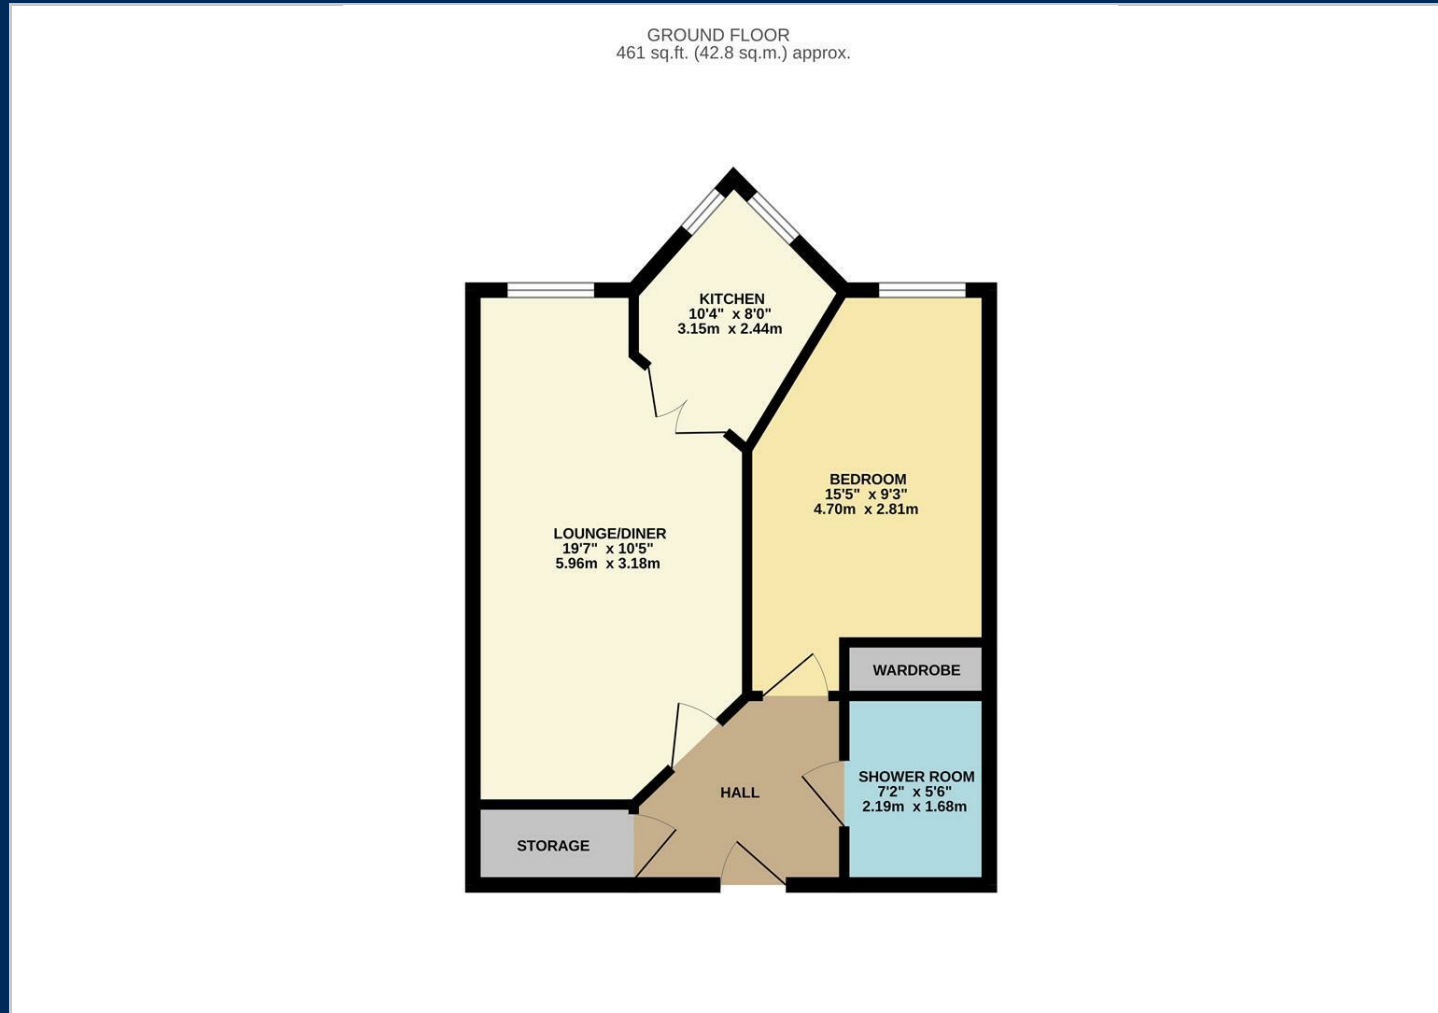 GROUND FLOOR
461 sq.ft. (42.8 sq.m.) approx.
KITCHEN
10'4" x 8'0"
3.15m x 2.44m
BEDROOM
15'5" x 9'3"
4.70m x 2.81m
LOUNGE/DINER
19'7" x 10'5"
5.96m x 3.18m
WARDROBE
SHOWER ROOM
7'2" x 5'6"
2.19m x 1.68m
HALL
STORAGE